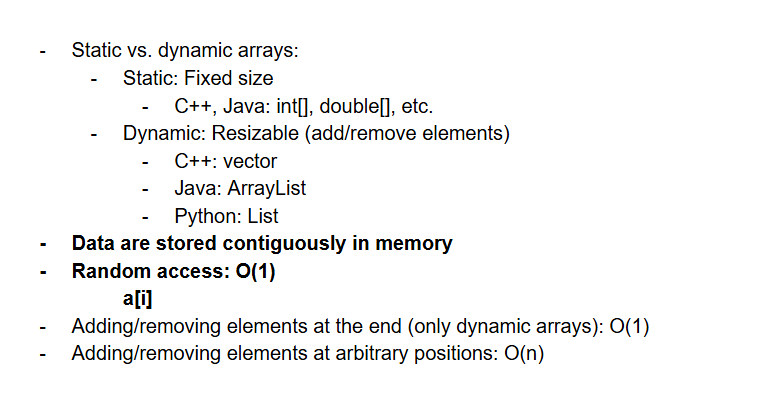 - Static vs. dynamic arrays:
- Static: Fixed size
- C++, Java: int[], double[], etc.
- Dynamic: Resizable (add/remove elements)
- C++: vector
- Java: ArrayList
- Python: List
- Data are stored contiguously in memory
- Random access: O(1)
a[i]
- Adding/removing elements at the end (only dynamic arrays): O(1)
- Adding/removing elements at arbitrary positions: O(n)